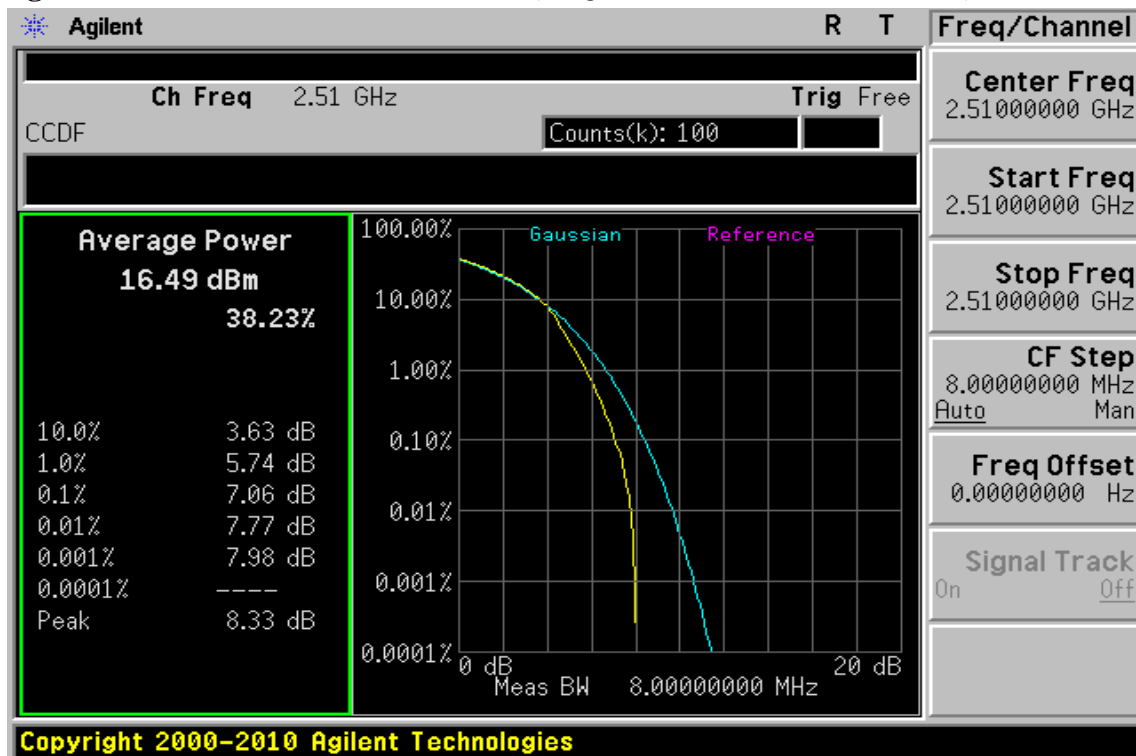 Agilent R T
Ch Freq 2.51 GHz Trig Free
CCDF Counts(k): 100
Average Power
16.49 dBm
38.23%
10.0% 3.63 dB
1.0% 5.74 dB
0.1% 7.06 dB
0.01% 7.77 dB
0.001% 7.98 dB
0.0001% ----
Peak 8.33 dB
Gaussian Reference
100.00%
10.00%
1.00%
0.10%
0.01%
0.001%
0.0001%
0 dB 20 dB
Meas BW 8.00000000 MHz
Freq/Channel
Center Freq
2.51000000 GHz
Start Freq
2.51000000 GHz
Stop Freq
2.51000000 GHz
CF Step
8.00000000 MHz
Auto Man
Freq Offset
0.00000000 Hz
Signal Track
On Off
Copyright 2000-2010 Agilent Technologies